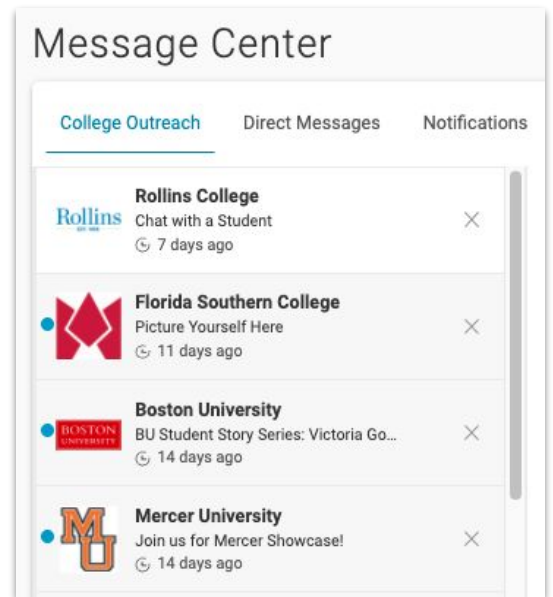 Message Center
College Outreach Direct Messages Notifications
Rollins College
Rollins
Chat with a Student
7 days ago
Florida Southern College
Picture Yourself Here
11 days ago
Boston University
BOSTON
UNIVERSITY
BU Student Story Series: Victoria Go...
14 days ago
Mercer University
MU
Join us for Mercer Showcase!
14 days ago